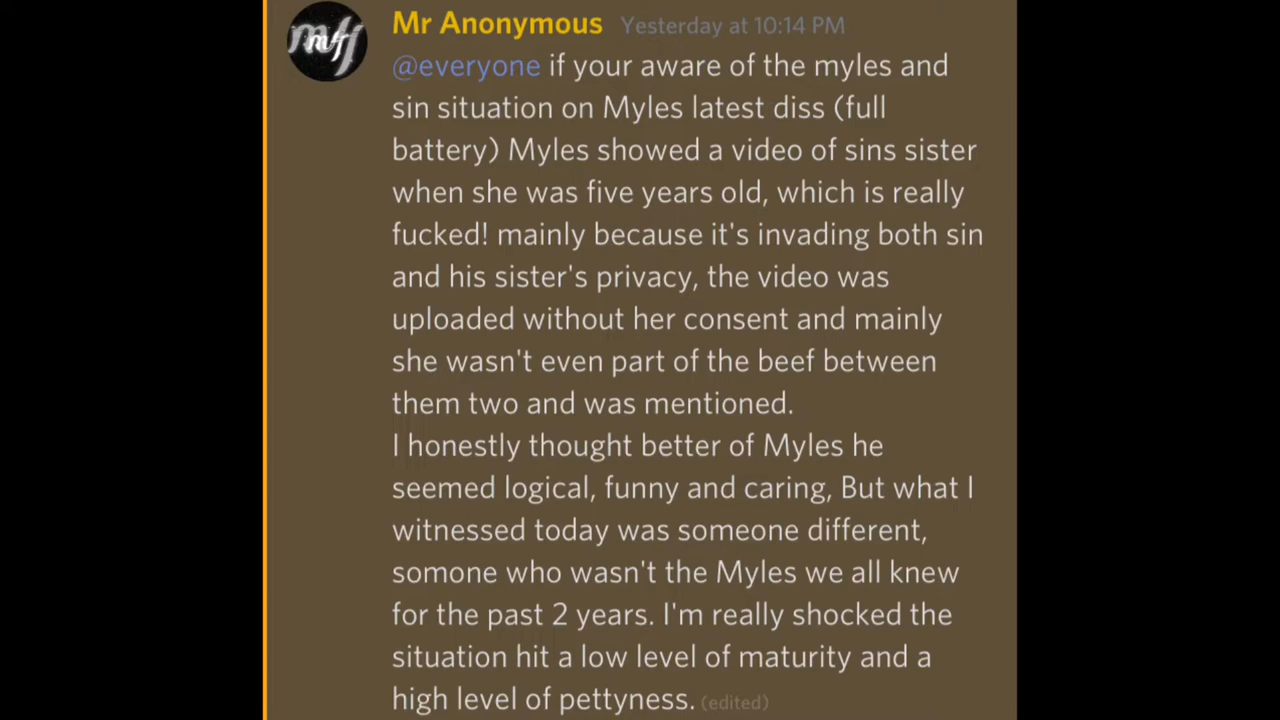 Mr Anonymous Yesterday at 10:14 PM
@everyone if your aware of the myles and
sin situation on Myles latest diss (full
battery) Myles showed a video of sins sister
when she was five years old, which is really
fucked! mainly because it's invading both sin
and his sister's privacy, the video was
uploaded without her consent and mainly
she wasn't even part of the beef between
them two and was mentioned.
I honestly thought better of Myles he
seemed logical, funny and caring, But what I
witnessed today was someone different,
somone who wasn't the Myles we all knew
for the past 2 years. I'm really shocked the
situation hit a low level of maturity and a
high level of pettyness. (edited)